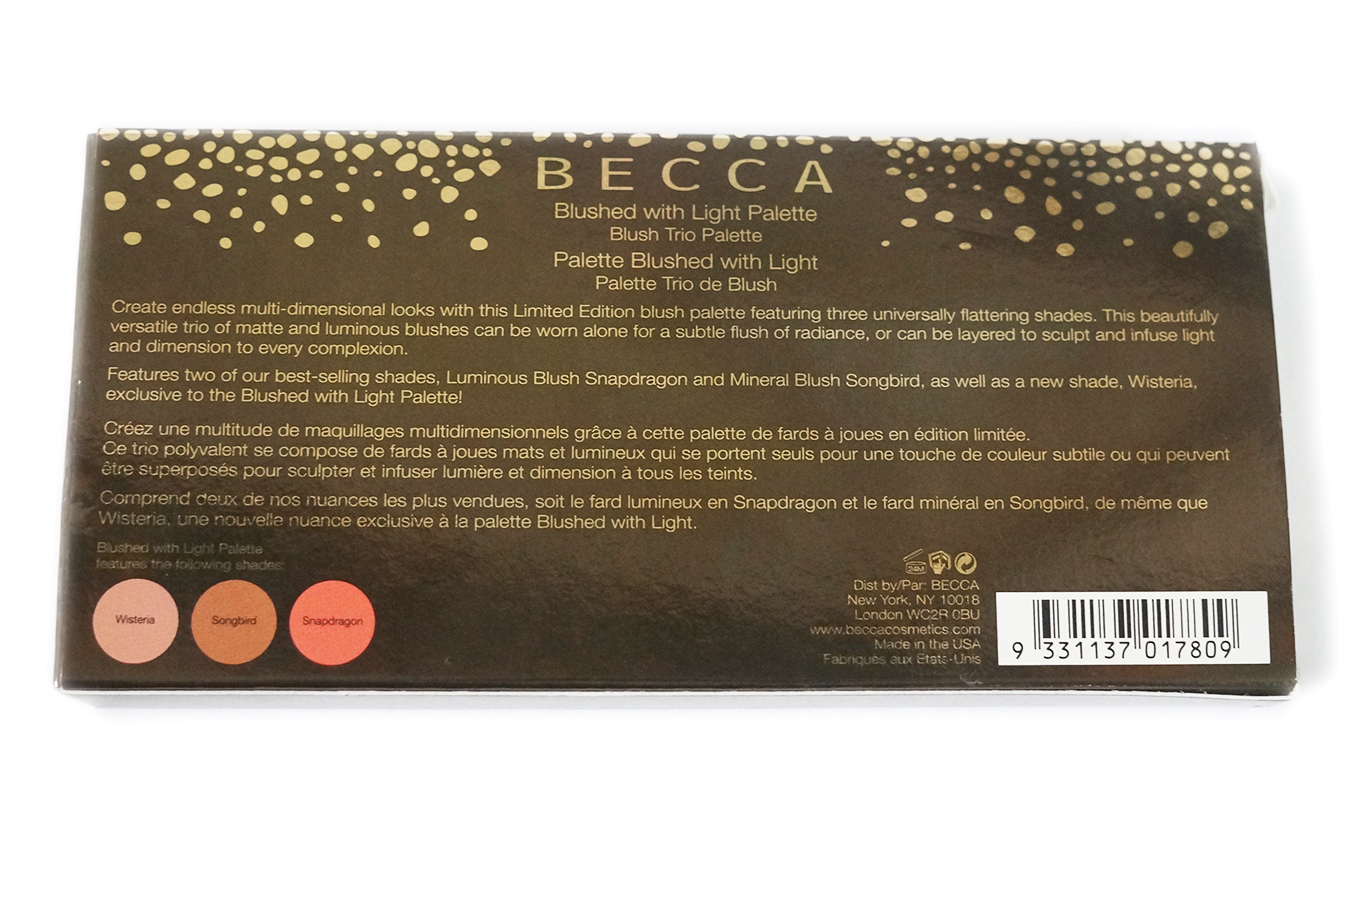 BECCA
Blushed with Light Palette
Blush Trio Palette
Palette Blushed with Light
Palette Trio de Blush
Create endless multi-dimensional looks with this Limited Edition blush palette featuring three universally flattering shades. This beautifully
versatile trio of matte and luminous blushes can be worn alone for a subtle flush of radiance, or can be layered to sculpt and infuse light
and dimension to every complexion.
Features two of our best-selling shades, Luminous Blush Snapdragon and Mineral Blush Songbird, as well as a new shade, Wisteria,
exclusive to the Blushed with Light Palette!
Créez une multitude de maquillages multidimensionnels grâce à cette palette de fards à joues en édition limitée.
Ce trio polyvalent se compose de fards à joues mats et lumineux qui se portent seuls pour une touche de couleur subtile ou qui peuvent
être superposés pour sculpter et infuser lumière et dimension à tous les teints.
Comprend deux de nos nuances les plus vendues, soit le fard lumineux en Snapdragon et le fard minéral en Songbird, de même que
Wisteria, une nouvelle nuance exclusive à la palette Blushed with Light.
Blushed with Light Palette
features the following shades:
Wisteria
Songbird
Snapdragon
24M
Dist by/Par: BECCA
New York, NY 10018
London WC2R 0BU
www.beccacosmetics.com
Made in the USA
Fabriqués aux États-Unis
9 331137 017809